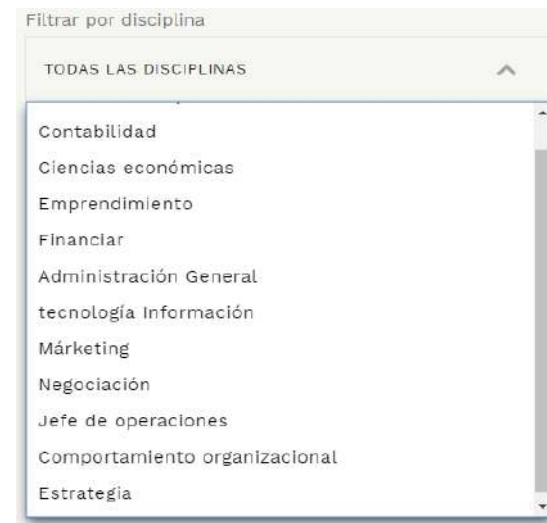 Filtrar por disciplina
TODAS LAS DISCIPLINAS
Contabilidad
Ciencias económicas
Emprendimiento
Financiar
Administración General
tecnología Información
Márketing
Negociación
Jefe de operaciones
Comportamiento organizacional
Estrategia